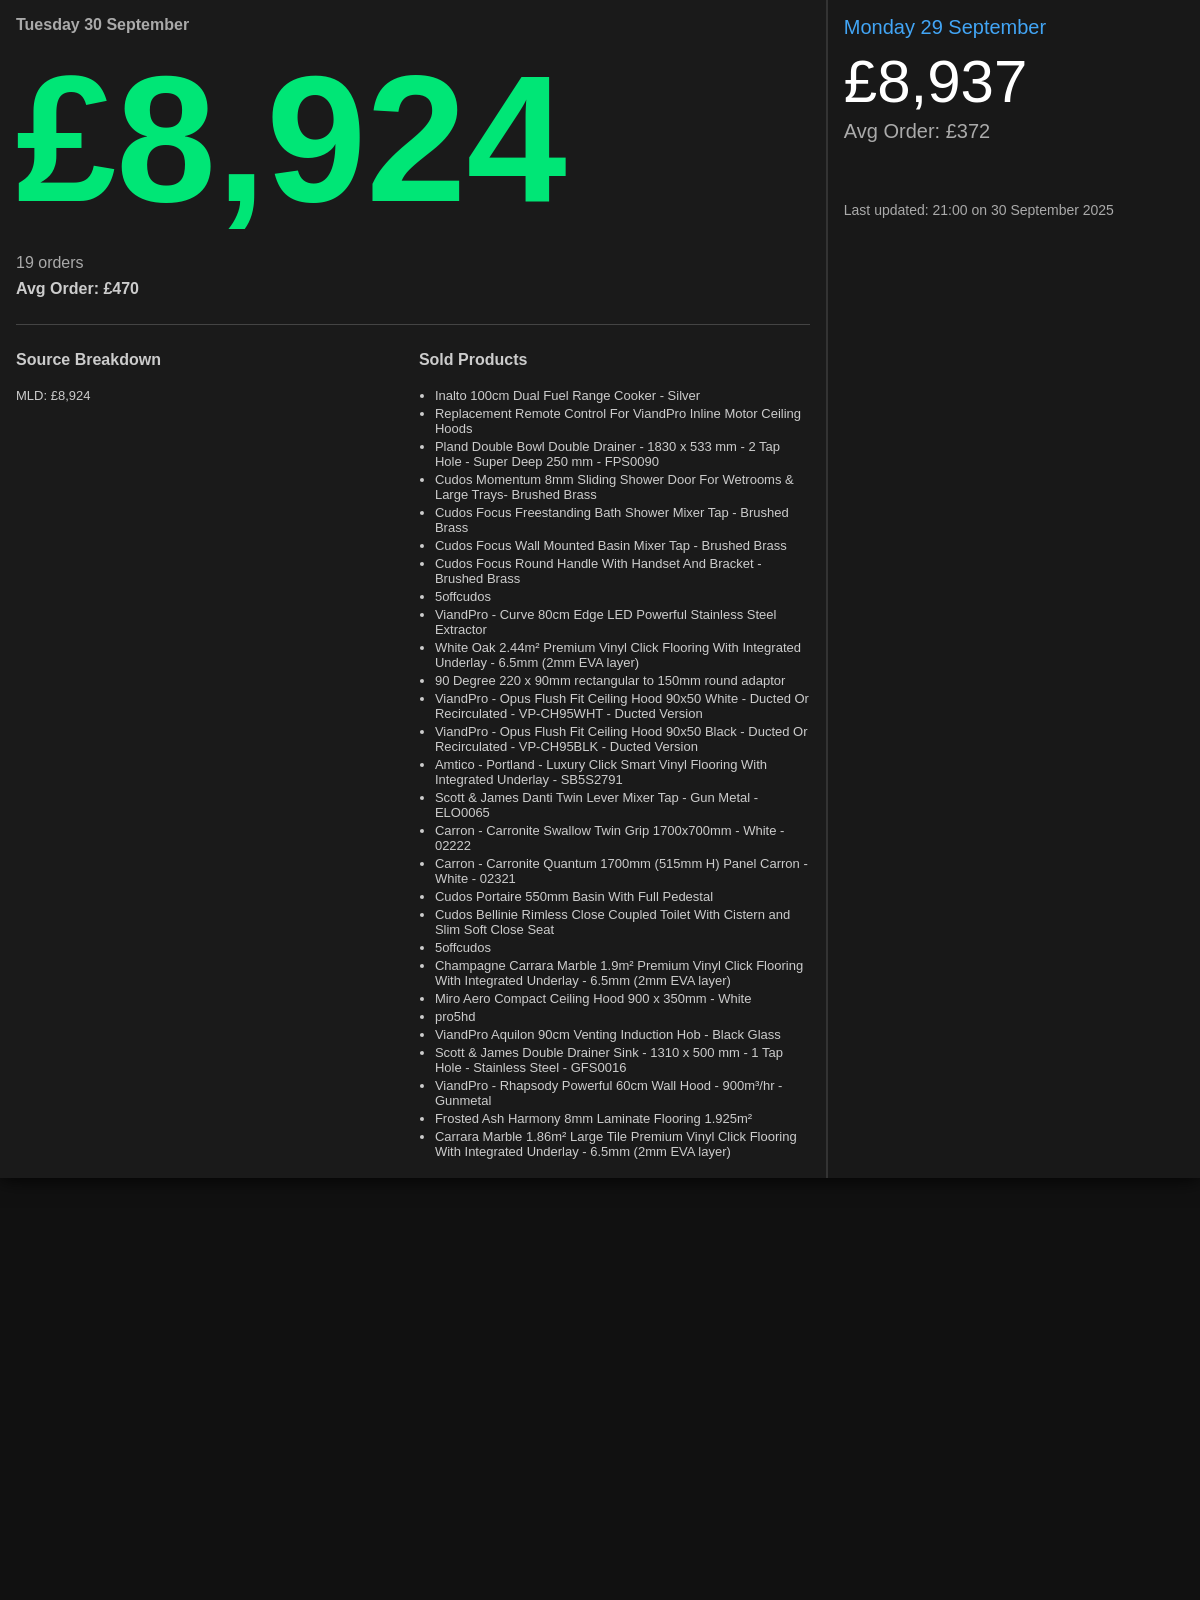 Tuesday 30 September
£8,924
19 orders
Avg Order: £470
Source Breakdown
MLD: £8,924
Sold Products
Inalto 100cm Dual Fuel Range Cooker - Silver
Replacement Remote Control For ViandPro Inline Motor Ceiling
Hoods
Pland Double Bowl Double Drainer - 1830 x 533 mm - 2 Tap
Hole - Super Deep 250 mm - FPS0090
Cudos Momentum 8mm Sliding Shower Door For Wetrooms &
Large Trays- Brushed Brass
Cudos Focus Freestanding Bath Shower Mixer Tap - Brushed
Brass
Cudos Focus Wall Mounted Basin Mixer Tap - Brushed Brass
Cudos Focus Round Handle With Handset And Bracket -
Brushed Brass
5offcudos
ViandPro - Curve 80cm Edge LED Powerful Stainless Steel
Extractor
White Oak 2.44m² Premium Vinyl Click Flooring With Integrated
Underlay - 6.5mm (2mm EVA layer)
90 Degree 220 x 90mm rectangular to 150mm round adaptor
ViandPro - Opus Flush Fit Ceiling Hood 90x50 White - Ducted Or
Recirculated - VP-CH95WHT - Ducted Version
ViandPro - Opus Flush Fit Ceiling Hood 90x50 Black - Ducted Or
Recirculated - VP-CH95BLK - Ducted Version
Amtico - Portland - Luxury Click Smart Vinyl Flooring With
Integrated Underlay - SB5S2791
Scott & James Danti Twin Lever Mixer Tap - Gun Metal -
ELO0065
Carron - Carronite Swallow Twin Grip 1700x700mm - White -
02222
Carron - Carronite Quantum 1700mm (515mm H) Panel Carron -
White - 02321
Cudos Portaire 550mm Basin With Full Pedestal
Cudos Bellinie Rimless Close Coupled Toilet With Cistern and
Slim Soft Close Seat
5offcudos
Champagne Carrara Marble 1.9m² Premium Vinyl Click Flooring
With Integrated Underlay - 6.5mm (2mm EVA layer)
Miro Aero Compact Ceiling Hood 900 x 350mm - White
pro5hd
ViandPro Aquilon 90cm Venting Induction Hob - Black Glass
Scott & James Double Drainer Sink - 1310 x 500 mm - 1 Tap
Hole - Stainless Steel - GFS0016
ViandPro - Rhapsody Powerful 60cm Wall Hood - 900m³/hr -
Gunmetal
Frosted Ash Harmony 8mm Laminate Flooring 1.925m²
Carrara Marble 1.86m² Large Tile Premium Vinyl Click Flooring
With Integrated Underlay - 6.5mm (2mm EVA layer)
Monday 29 September
£8,937
Avg Order: £372
Last updated: 21:00 on 30 September 2025